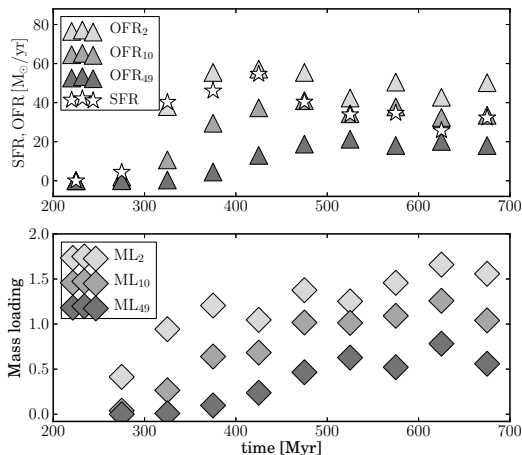 80
60
40
20
0
SFR, OFR [M⊙/yr]
OFR₂
OFR₁₀
OFR₄₉
SFR
200 300 400 500 600 700
2.0
1.5
1.0
0.5
0.0
Mass loading
ML₂
ML₁₀
ML₄₉
200 300 400 500 600 700
time [Myr]